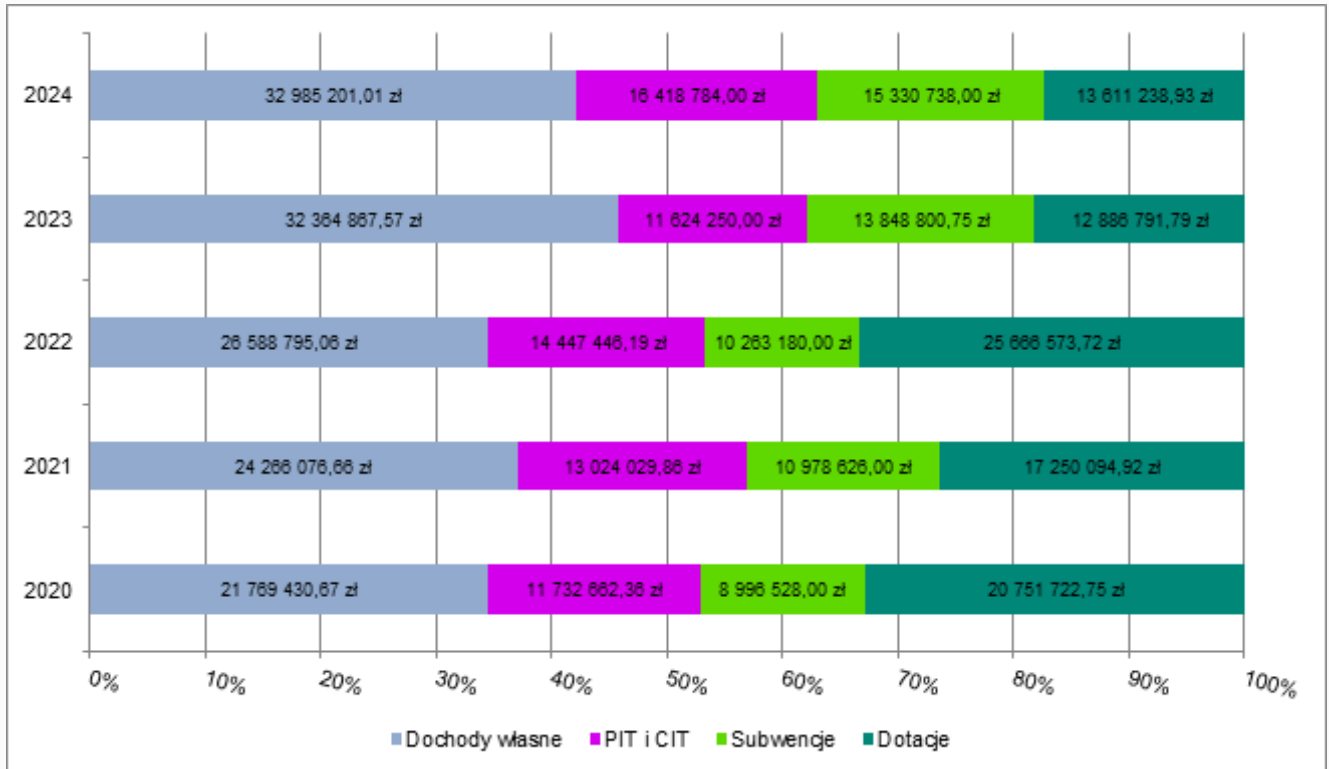 2024 32 985 201,01 zł 16 418 784,00 zł 15 330 738,00 zł 13 611 238,93 zł
2023 32 364 867,57 zł 11 624 250,00 zł 13 848 800,75 zł 12 886 791,79 zł
2022 26 588 795,06 zł 14 447 446,19 zł 10 263 180,00 zł 25 666 573,72 zł
2021 24 266 076,66 zł 13 024 029,86 zł 10 978 626,00 zł 17 250 094,92 zł
2020 21 769 430,67 zł 11 732 662,36 zł 8 996 528,00 zł 20 751 722,75 zł
0% 10% 20% 30% 40% 50% 60% 70% 80% 90% 100%
Dochody własne PIT i CIT Subwencje Dotacje